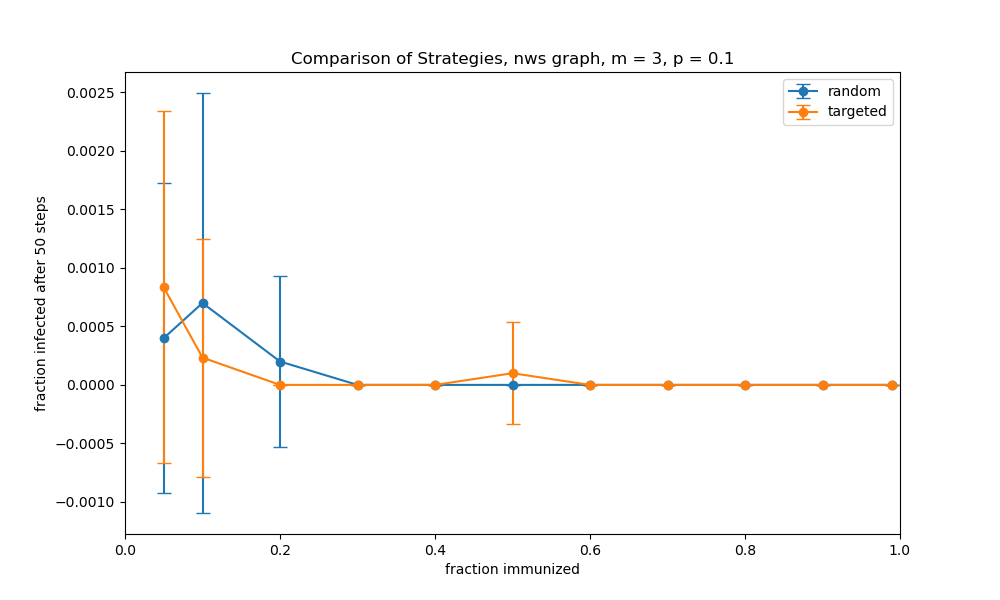 Comparison of Strategies, nws graph, m = 3, p = 0.1
random
targeted
fraction infected after 50 steps
0.0025
0.0020
0.0015
0.0010
0.0005
0.0000
−0.0005
−0.0010
0.0 0.2 0.4 0.6 0.8 1.0
fraction immunized